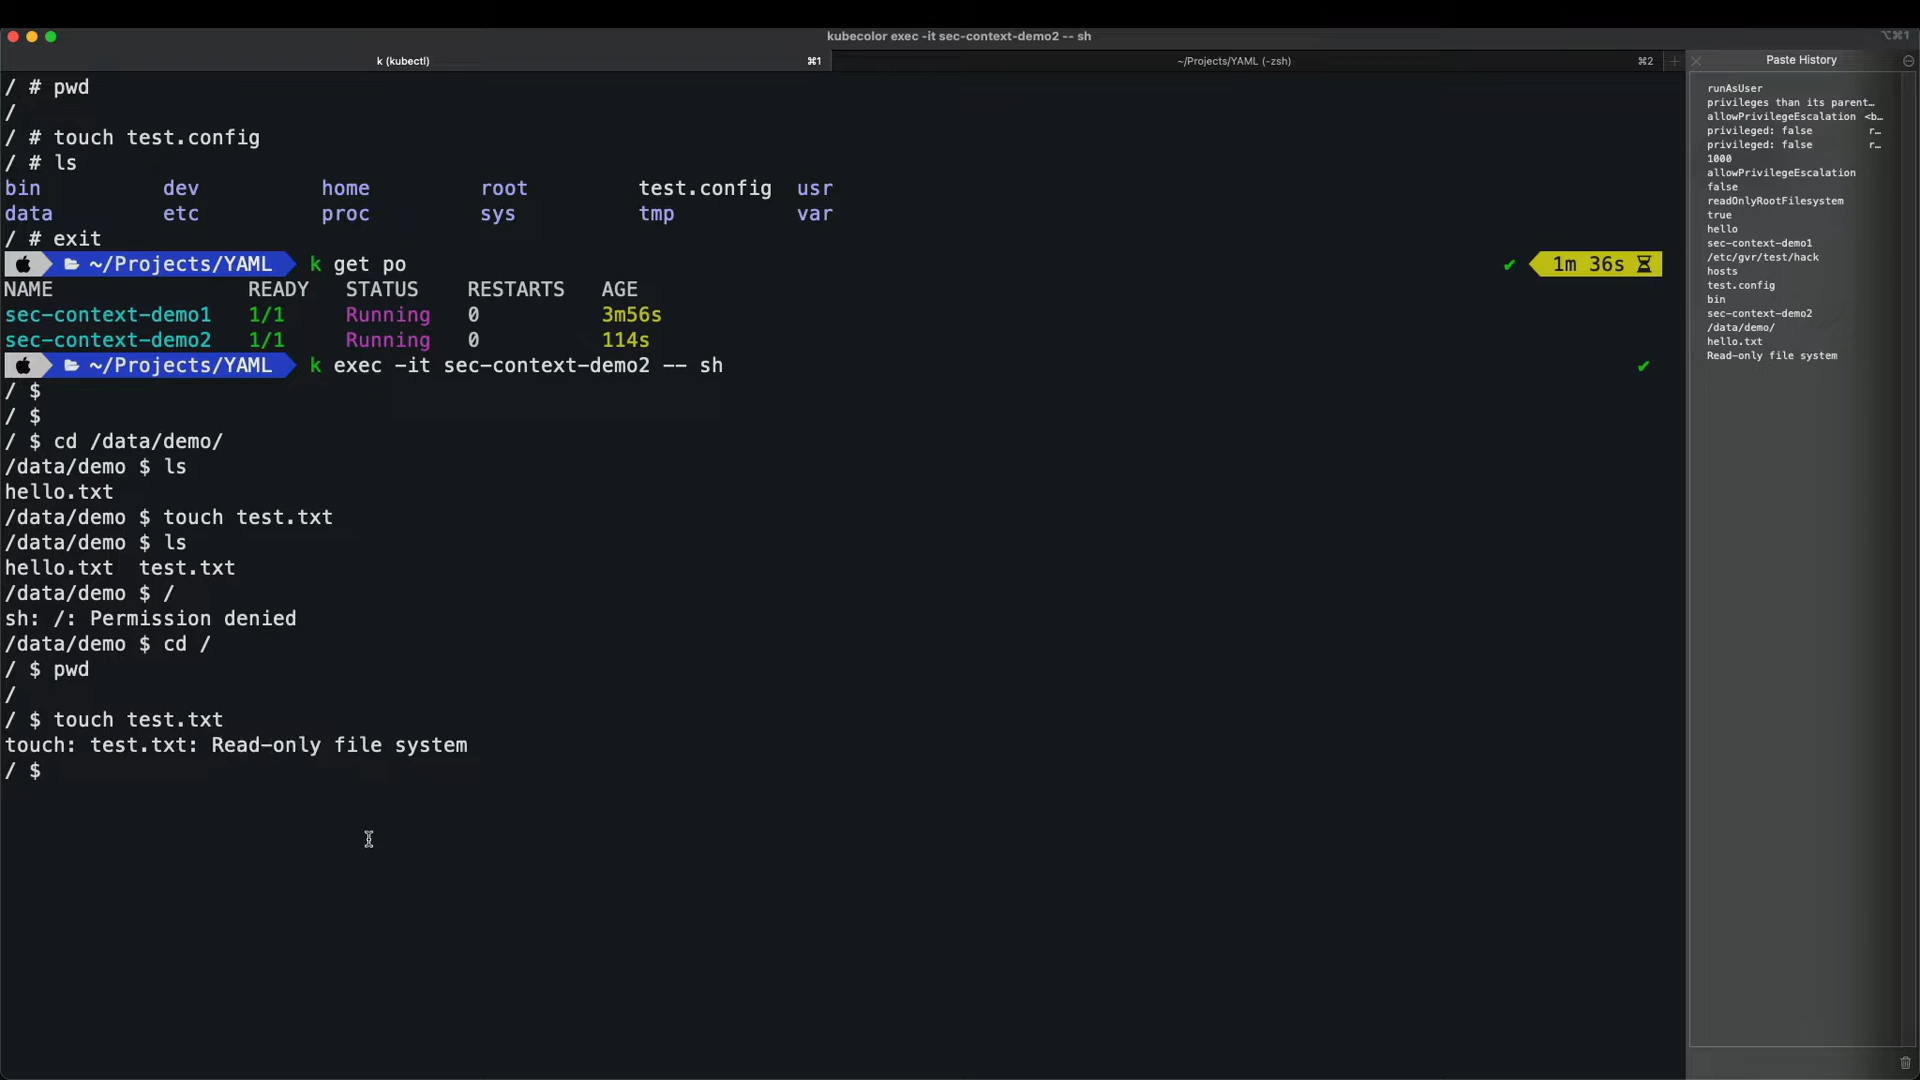 kubecolor exec -it sec-context-demo2 -- sh
⌥⌘1
k (kubectl) ⌘1
~/Projects/YAML (-zsh) ⌘2
/ # pwd
/
/ # touch test.config
/ # ls
bin dev home root test.config usr
data etc proc sys tmp var
/ # exit
~/Projects/YAML k get po ✔ 1m 36s
NAME READY STATUS RESTARTS AGE
sec-context-demo1 1/1 Running 0 3m56s
sec-context-demo2 1/1 Running 0 114s
~/Projects/YAML k exec -it sec-context-demo2 -- sh ✔
/ $
/ $
/ $ cd /data/demo/
/data/demo $ ls
hello.txt
/data/demo $ touch test.txt
/data/demo $ ls
hello.txt test.txt
/data/demo $ /
sh: /: Permission denied
/data/demo $ cd /
/ $ pwd
/
/ $ touch test.txt
touch: test.txt: Read-only file system
/ $
Paste History
runAsUser
privileges than its parent…
allowPrivilegeEscalation <b…
privileged: false r…
privileged: false r…
1000
allowPrivilegeEscalation
false
readOnlyRootFilesystem
true
hello
sec-context-demo1
/etc/gvr/test/hack
hosts
test.config
bin
sec-context-demo2
/data/demo/
hello.txt
Read-only file system